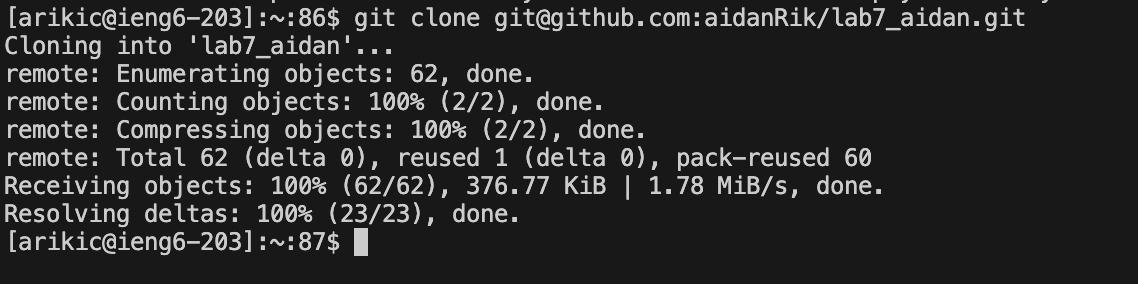 [arikic@ieng6-203]:~:86$ git clone git@github.com:aidanRik/lab7_aidan.git
Cloning into 'lab7_aidan'...
remote: Enumerating objects: 62, done.
remote: Counting objects: 100% (2/2), done.
remote: Compressing objects: 100% (2/2), done.
remote: Total 62 (delta 0), reused 1 (delta 0), pack-reused 60
Receiving objects: 100% (62/62), 376.77 KiB | 1.78 MiB/s, done.
Resolving deltas: 100% (23/23), done.
[arikic@ieng6-203]:~:87$